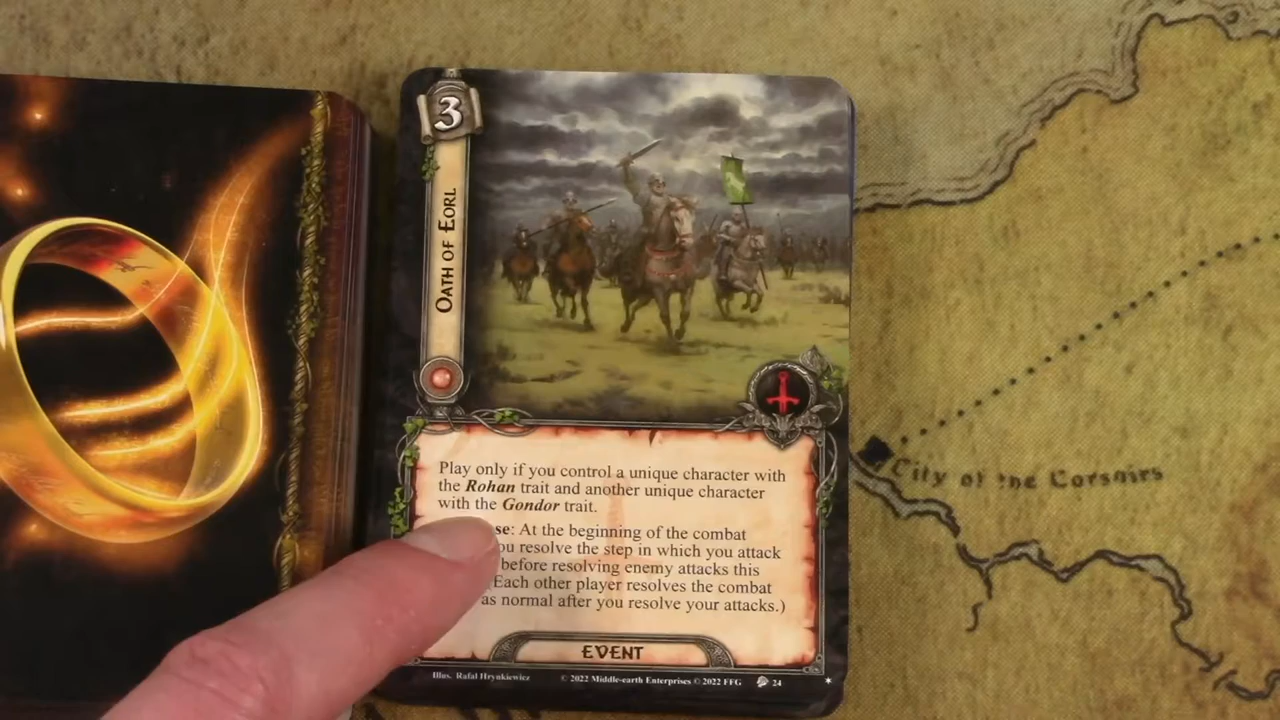 3
OATH OF EORL
Play only if you control a unique character with
the Rohan trait and another unique character
with the Gondor trait.
se: At the beginning of the combat
ou resolve the step in which you attack
before resolving enemy attacks this
(Each other player resolves the combat
as normal after you resolve your attacks.)
EVENT
Illus. Rafał Hrynkiewicz © 2022 Middle-earth Enterprises © 2022 FFG 24
City of the Corsairs